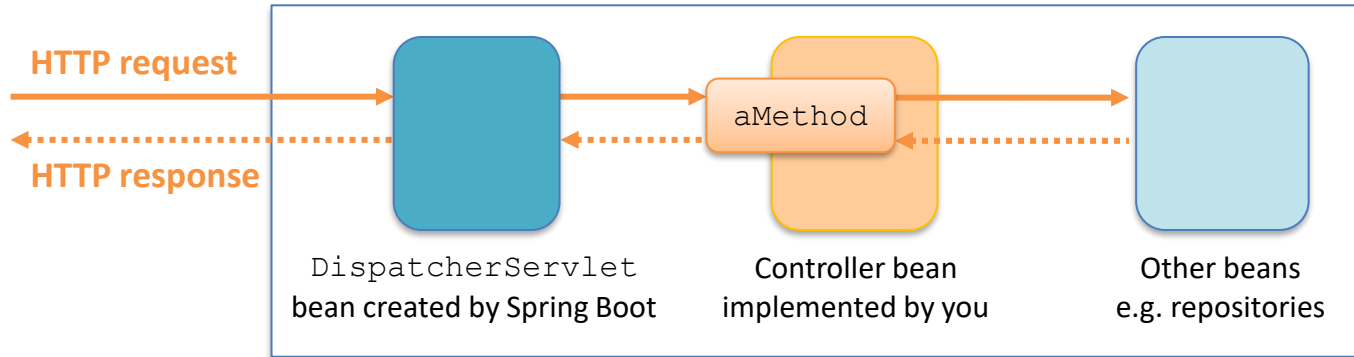 HTTP request
aMethod
HTTP response
DispatcherServlet
bean created by Spring Boot
Controller bean
implemented by you
Other beans
e.g. repositories